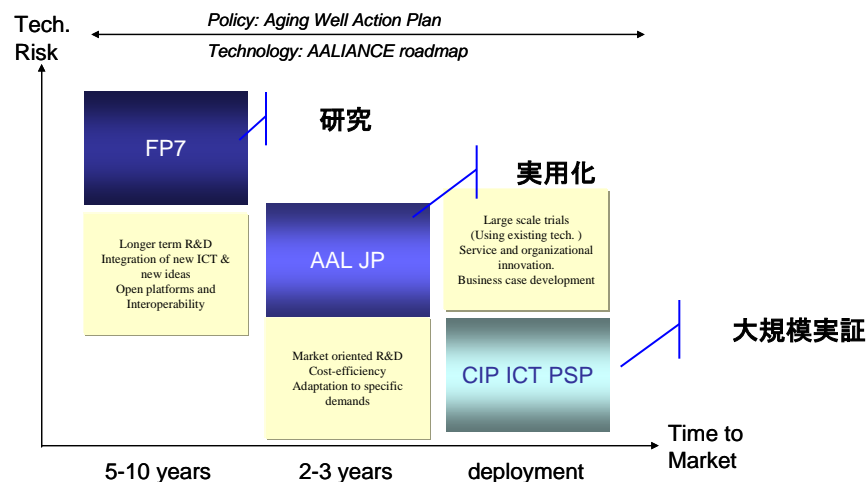 Tech.
Risk
Policy: Aging Well Action Plan
Technology: AALIANCE roadmap
FP7
研究
Longer term R&D
Integration of new ICT &
new ideas
Open platforms and
Interoperability
AAL JP
実用化
Market oriented R&D
Cost-efficiency
Adaptation to specific
demands
Large scale trials
(Using existing tech. )
Service and organizational
innovation.
Business case development
CIP ICT PSP
大規模実証
Time to
Market
5-10 years
2-3 years
deployment